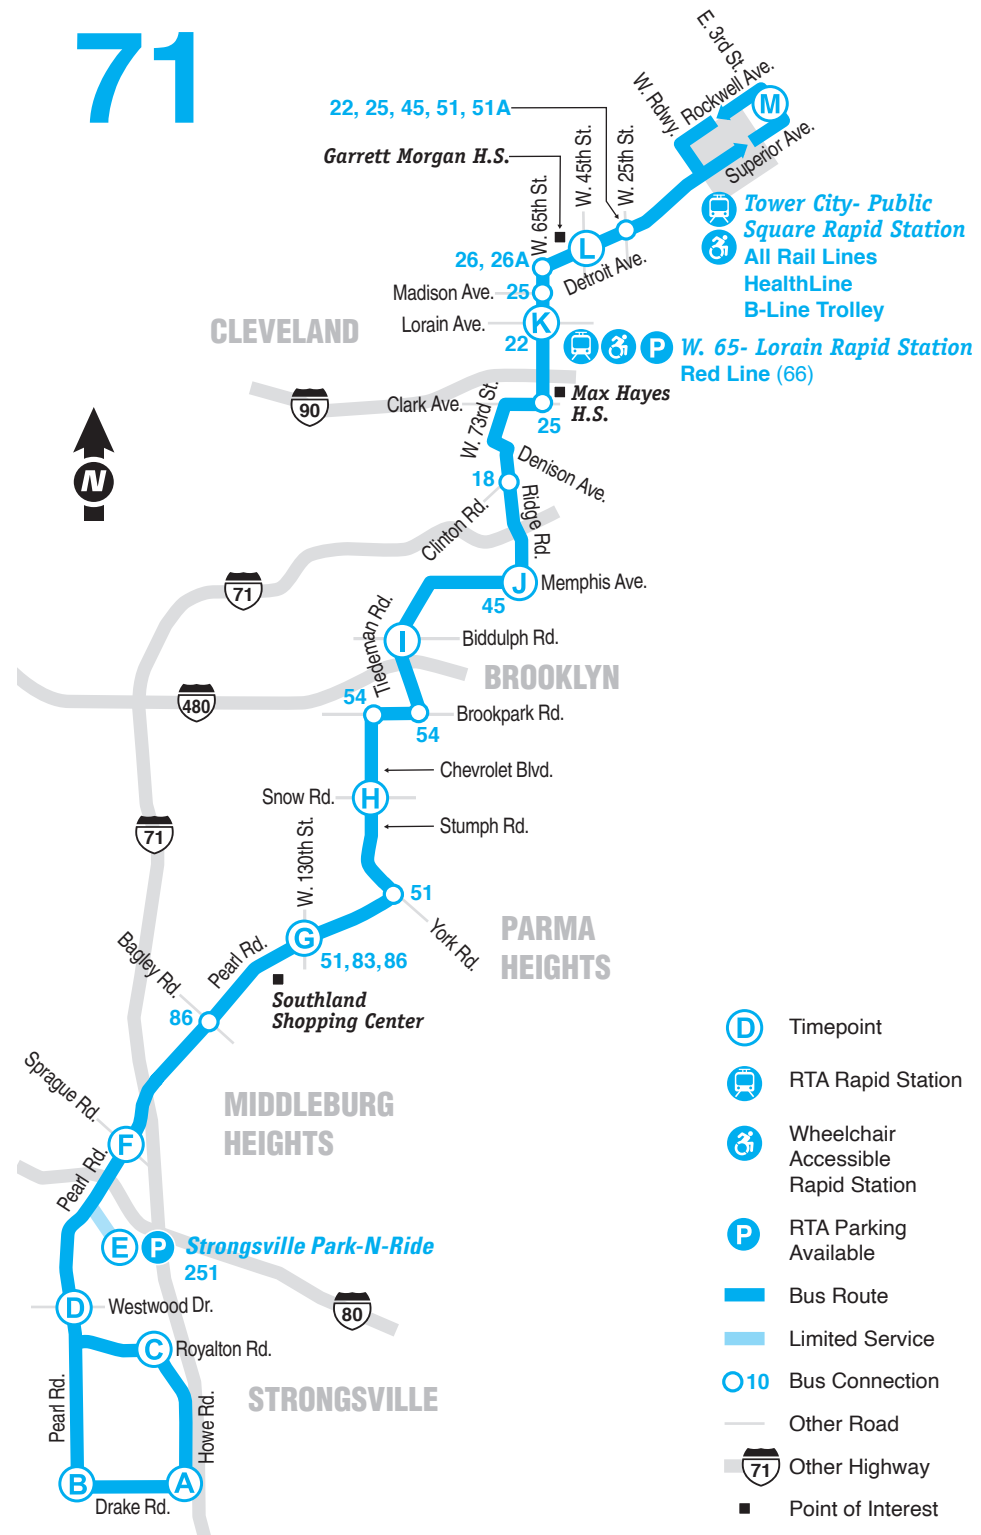 71
E. 3rd St.
W. Rdwy.
Rockwell Ave.
M
Superior Ave.
22, 25, 45, 51, 51A
Garrett Morgan H.S.
W. 65th St.
W. 45th St.
W. 25th St.
L
Detroit Ave.
Tower City- Public
Square Rapid Station
All Rail Lines
HealthLine
B-Line Trolley
26, 26A
Madison Ave.
25
Lorain Ave.
K
22
P
W. 65- Lorain Rapid Station
Red Line (66)
CLEVELAND
90
Clark Ave.
Max Hayes
H.S.
25
W. 73rd St.
Denison Ave.
18
Clinton Rd.
Ridge Rd.
N
71
J
Memphis Ave.
45
Tiedeman Rd.
I
Biddulph Rd.
BROOKLYN
480
54
Brookpark Rd.
54
Chevrolet Blvd.
Snow Rd.
H
Stumph Rd.
71
W. 130th St.
51
York Rd.
PARMA
HEIGHTS
G
51,83,86
Pearl Rd.
Bagley Rd.
Southland
Shopping Center
86
Sprague Rd.
MIDDLEBURG
HEIGHTS
F
Pearl Rd.
E
P
Strongsville Park-N-Ride
251
D
Westwood Dr.
80
C
Royalton Rd.
STRONGSVILLE
Pearl Rd.
Howe Rd.
B
A
Drake Rd.
D
Timepoint
RTA Rapid Station
Wheelchair
Accessible
Rapid Station
P
RTA Parking
Available
Bus Route
Limited Service
10
Bus Connection
Other Road
71
Other Highway
Point of Interest